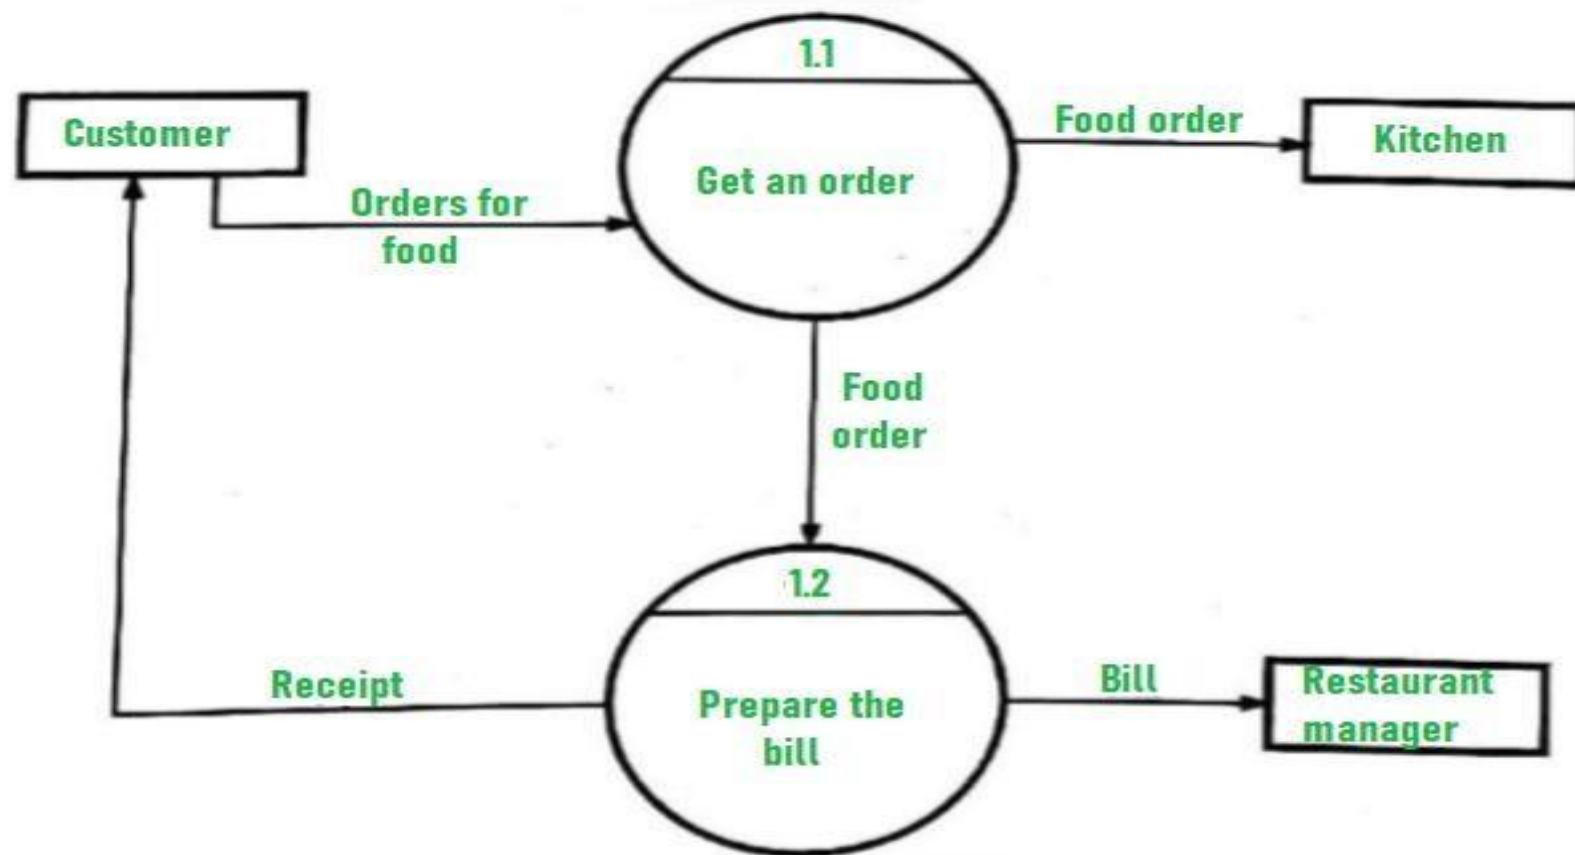 1.1
Customer
Food order
Kitchen
Get an order
Orders for
food
Food
order
1.2
Receipt
Prepare the
bill
Bill
Restaurant
manager